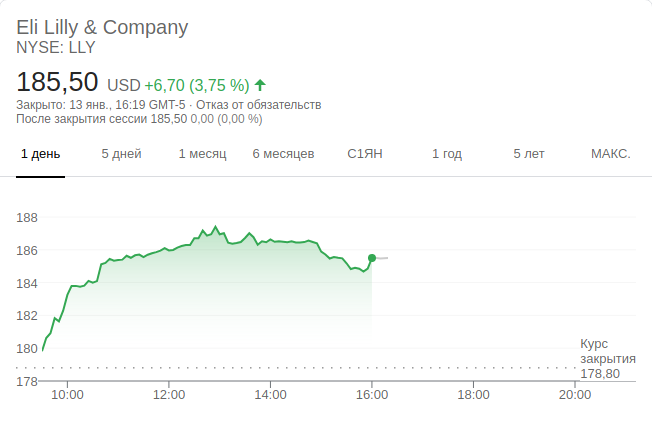 Eli Lilly & Company
NYSE: LLY
185,50 USD +6,70 (3,75 %)
Закрыто: 13 янв., 16:19 GMT-5 · Отказ от обязательств
После закрытия сессии 185,50 0,00 (0,00 %)
1 день 5 дней 1 месяц 6 месяцев С1ЯН 1 год 5 лет МАКС.
188
186
184
182
180
Курс
закрытия
178,80
178
10:00 12:00 14:00 16:00 18:00 20:00